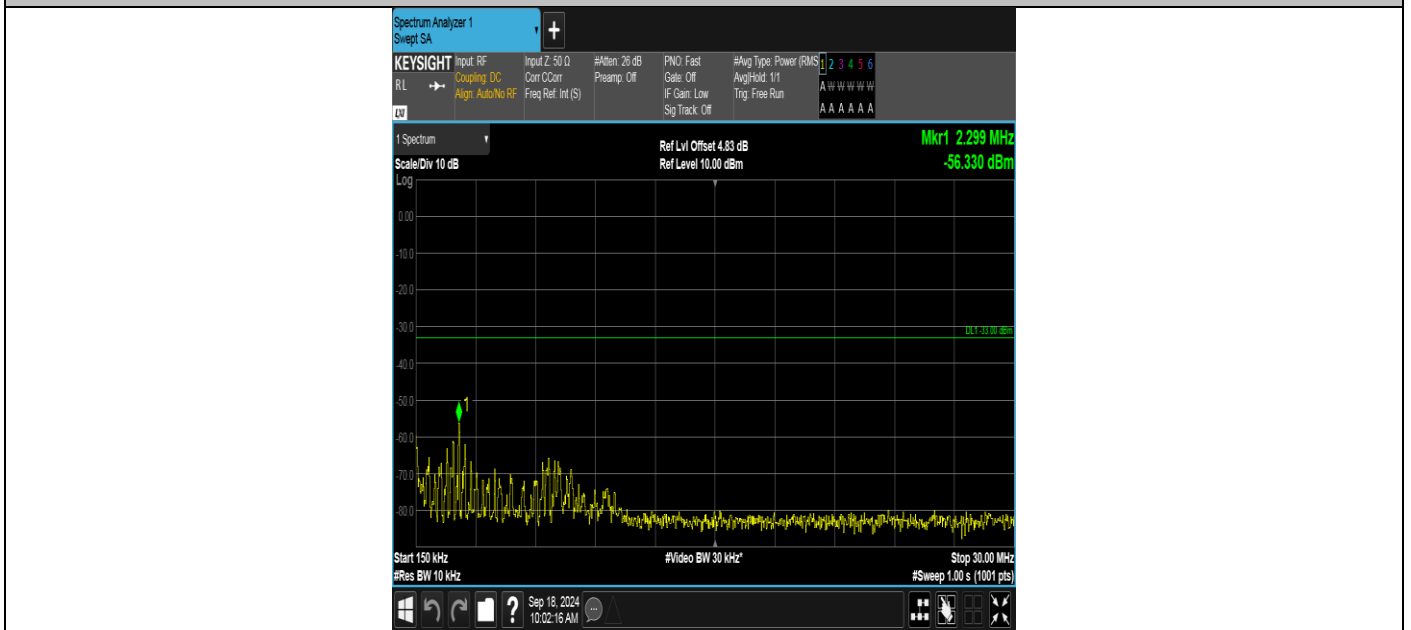 Spectrum Analyzer 1
Swept SA
+
KEYSIGHT
RL
LXI
Input: RF
Coupling: DC
Align: Auto/No RF
Input Z: 50 Ω
Corr CCorr
Freq Ref: Int (S)
#Atten: 26 dB
Preamp: Off
PNO: Fast
Gate: Off
IF Gain: Low
Sig Track: Off
#Avg Type: Power (RMS
Avg|Hold: 1/1
Trig: Free Run
1 2 3 4 5 6
A W W W W W
A A A A A A
1 Spectrum
Scale/Div 10 dB
Ref Lvl Offset 4.83 dB
Ref Level 10.00 dBm
Mkr1 2.299 MHz
-56.330 dBm
Log
0.00
-10.0
-20.0
-30.0
DL1 -33.00 dBm
-40.0
-50.0
1
-60.0
-70.0
-80.0
Start 150 kHz
#Video BW 30 kHz*
Stop 30.00 MHz
#Res BW 10 kHz
#Sweep 1.00 s (1001 pts)
?
Sep 18, 2024
10:02:16 AM